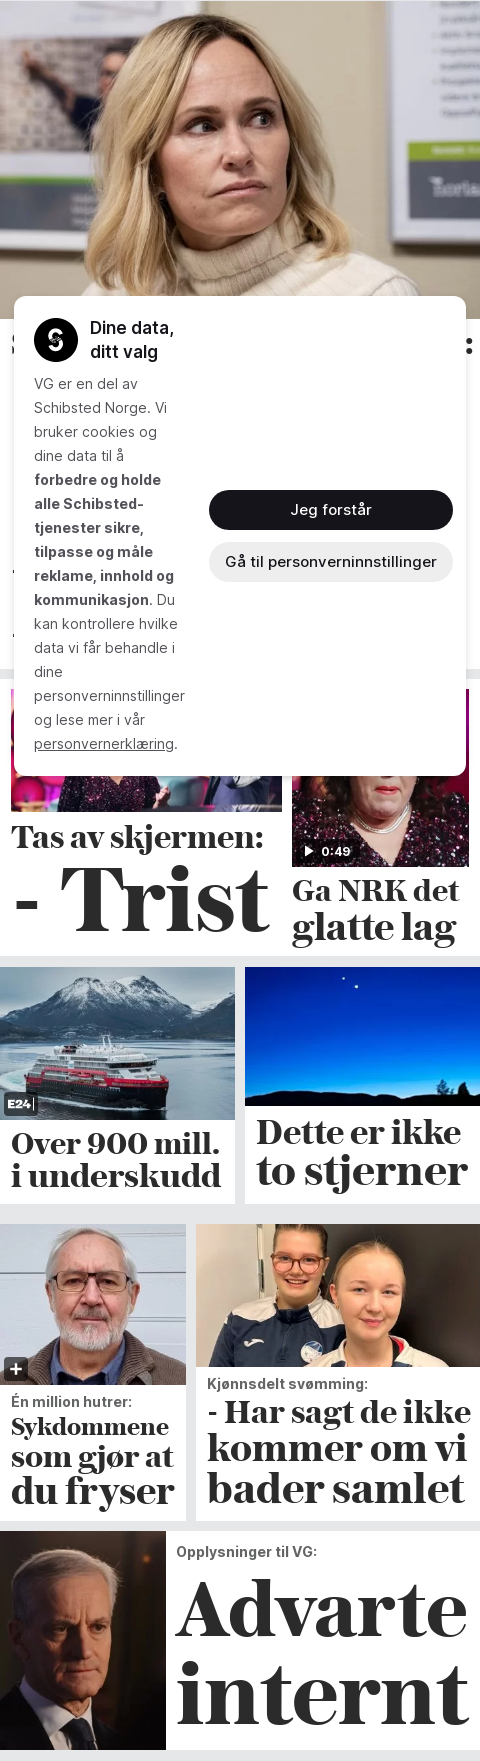 Dine data,
ditt valg
VG er en del av
Schibsted Norge. Vi
bruker cookies og
dine data til å
forbedre og holde
alle Schibsted-
tjenester sikre,
tilpasse og måle
reklame, innhold og
kommunikasjon. Du
kan kontrollere hvilke
data vi får behandle i
dine
personverninnstillinger
og lese mer i vår
personvernerklæring.
Jeg forstår
Gå til personverninnstillinger
Tas av skjermen:
- Trist
0:49
Ga NRK det
glatte lag
E24
Over 900 mill.
i underskudd
Dette er ikke
to stjerner
Én million hutrer:
Sykdommene
som gjør at
du fryser
Kjønnsdelt svømming:
- Har sagt de ikke
kommer om vi
bader samlet
Opplysninger til VG:
Advarte
internt